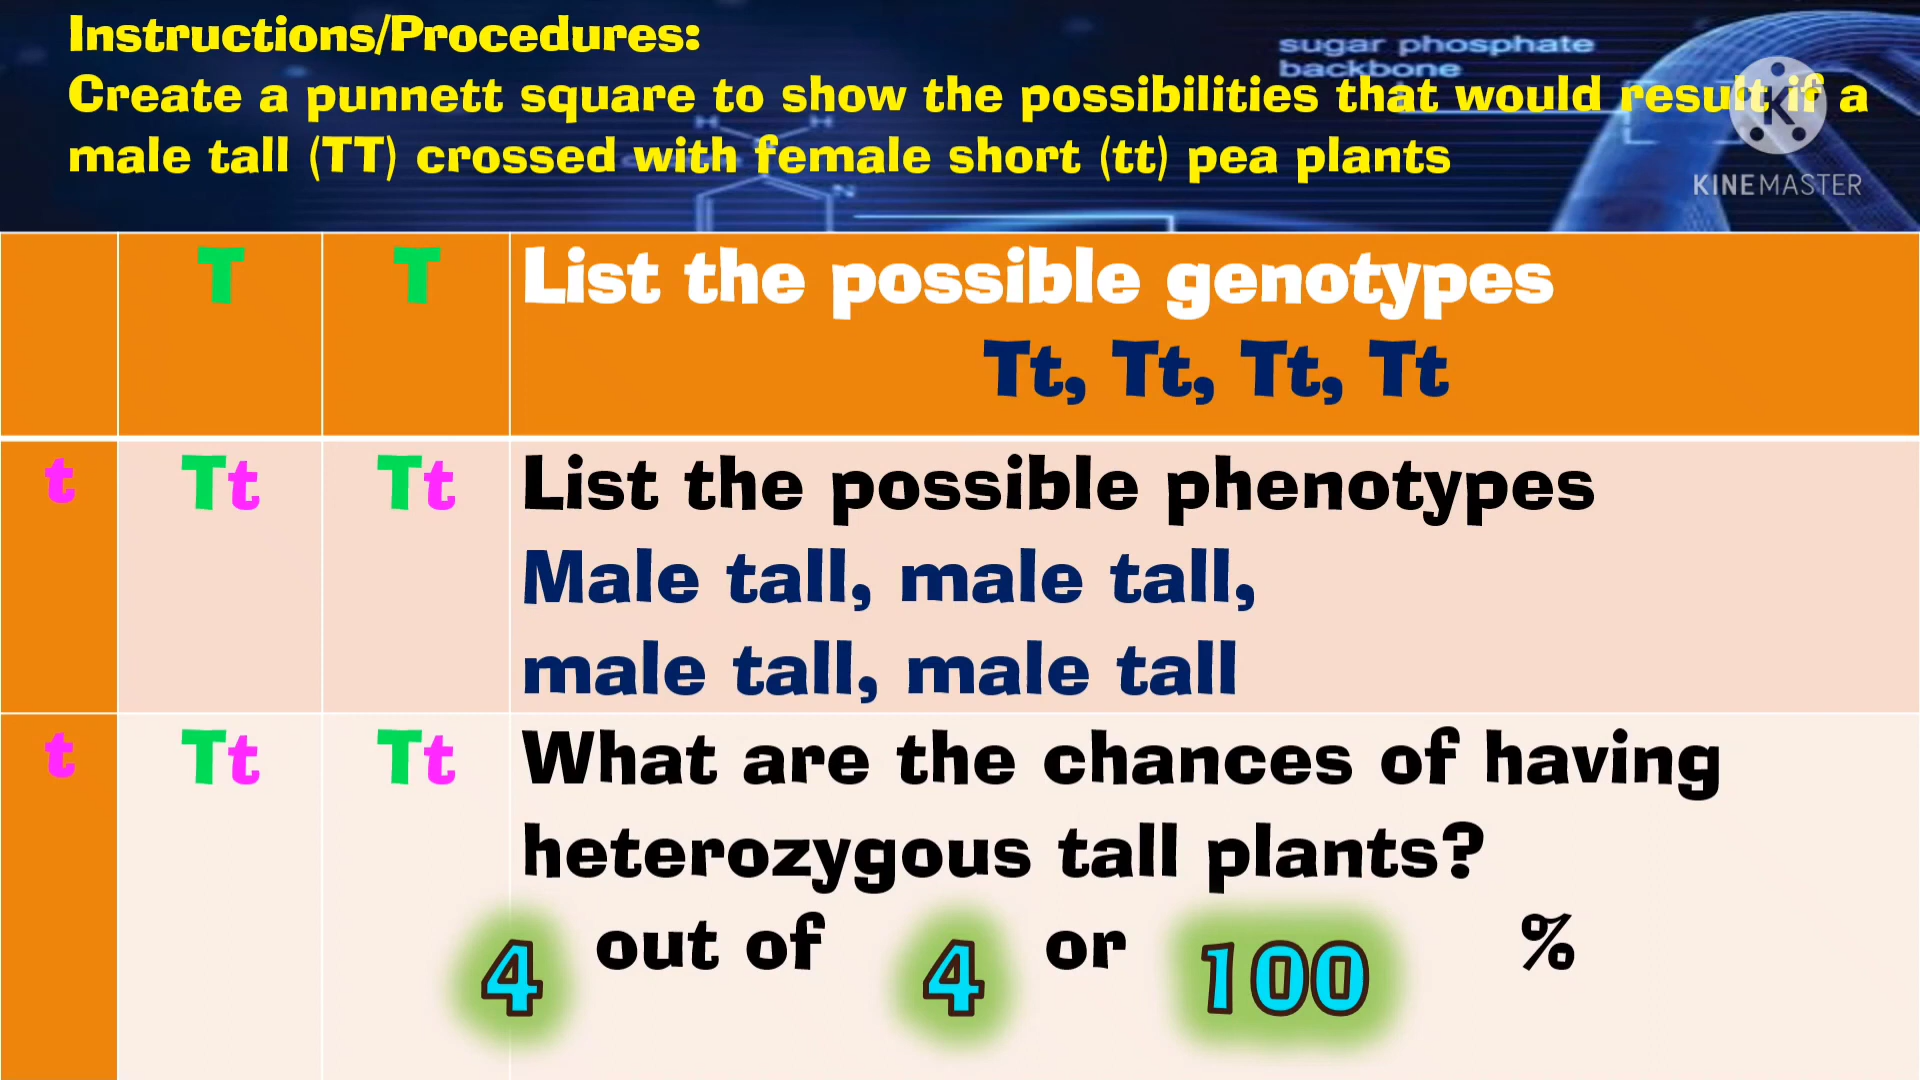 Instructions/Procedures:
sugar phosphate
backbone
Create a punnett square to show the possibilities that would result if a
male tall (TT) crossed with female short (tt) pea plants
H H
N
K
KINEMASTER
T T List the possible genotypes
Tt, Tt, Tt, Tt
t Tt Tt List the possible phenotypes
Male tall, male tall,
male tall, male tall
t Tt Tt What are the chances of having
heterozygous tall plants?
4 out of 4 or 100 %